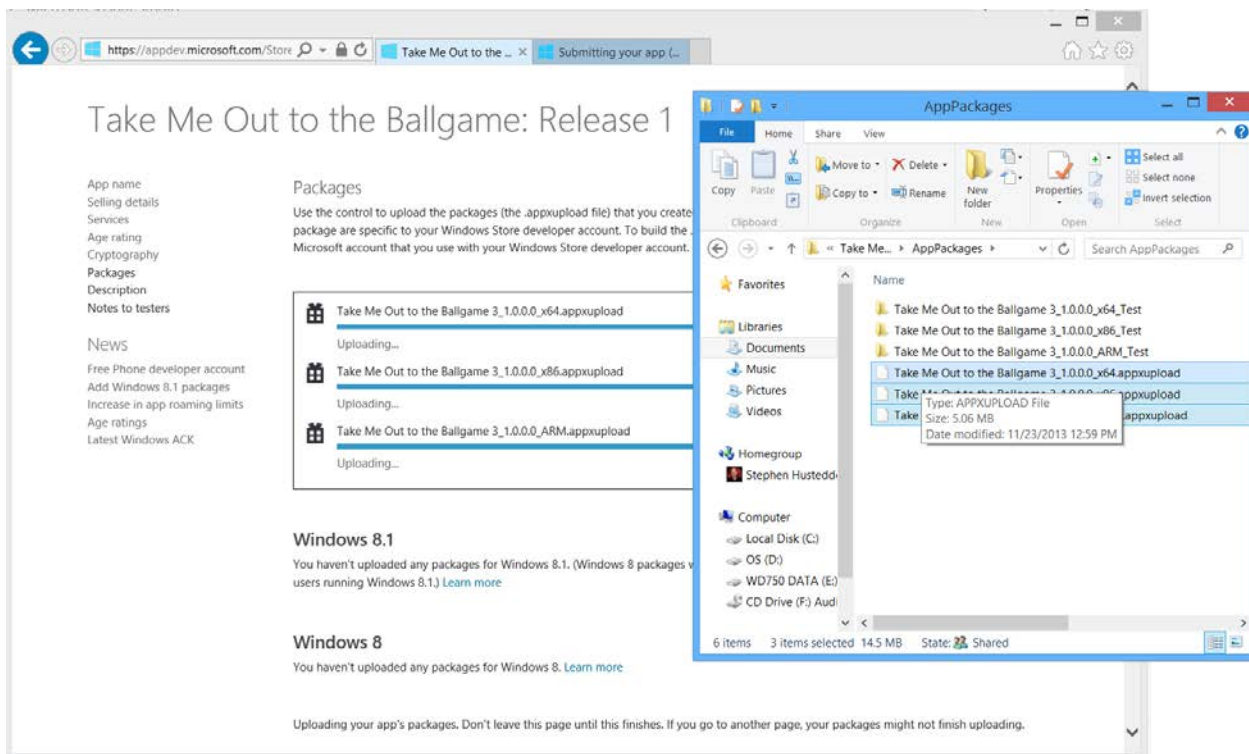 https://appdev.microsoft.com/Store
Take Me Out to the ...
Submitting your app (...
Take Me Out to the Ballgame: Release 1
App name
Selling details
Services
Age rating
Cryptography
Packages
Description
Notes to testers
News
Free Phone developer account
Add Windows 8.1 packages
Increase in app roaming limits
Age ratings
Latest Windows ACK
Packages
Use the control to upload the packages (the .appxupload file) that you create
package are specific to your Windows Store developer account. To build the .
Microsoft account that you use with your Windows Store developer account.
Take Me Out to the Ballgame 3_1.0.0.0_x64.appxupload
Uploading...
Take Me Out to the Ballgame 3_1.0.0.0_x86.appxupload
Uploading...
Take Me Out to the Ballgame 3_1.0.0.0_ARM.appxupload
Uploading...
Windows 8.1
You haven't uploaded any packages for Windows 8.1. (Windows 8 packages
users running Windows 8.1.) Learn more
Windows 8
You haven't uploaded any packages for Windows 8. Learn more
Uploading your app's packages. Don't leave this page until this finishes. If you go to another page, your packages might not finish uploading.
AppPackages
File Home Share View
Copy
Paste
Move to
Copy to
Delete
Rename
New
folder
Properties
Select all
Select none
Invert selection
Clipboard Organize New Open Select
« Take Me... AppPackages
Search AppPackages
Favorites
Libraries
Documents
Music
Pictures
Videos
Homegroup
Stephen Hustedd
Computer
Local Disk (C:)
OS (D:)
WD750 DATA (E:)
CD Drive (F:) Audi
Name
Take Me Out to the Ballgame 3_1.0.0.0_x64_Test
Take Me Out to the Ballgame 3_1.0.0.0_x86_Test
Take Me Out to the Ballgame 3_1.0.0.0_ARM_Test
Take Me Out to the Ballgame 3_1.0.0.0_x64.appxupload
Take appxupload
Type: APPXUPLOAD File
Size: 5.06 MB
Date modified: 11/23/2013 12:59 PM
6 items 3 items selected 14.5 MB State: Shared